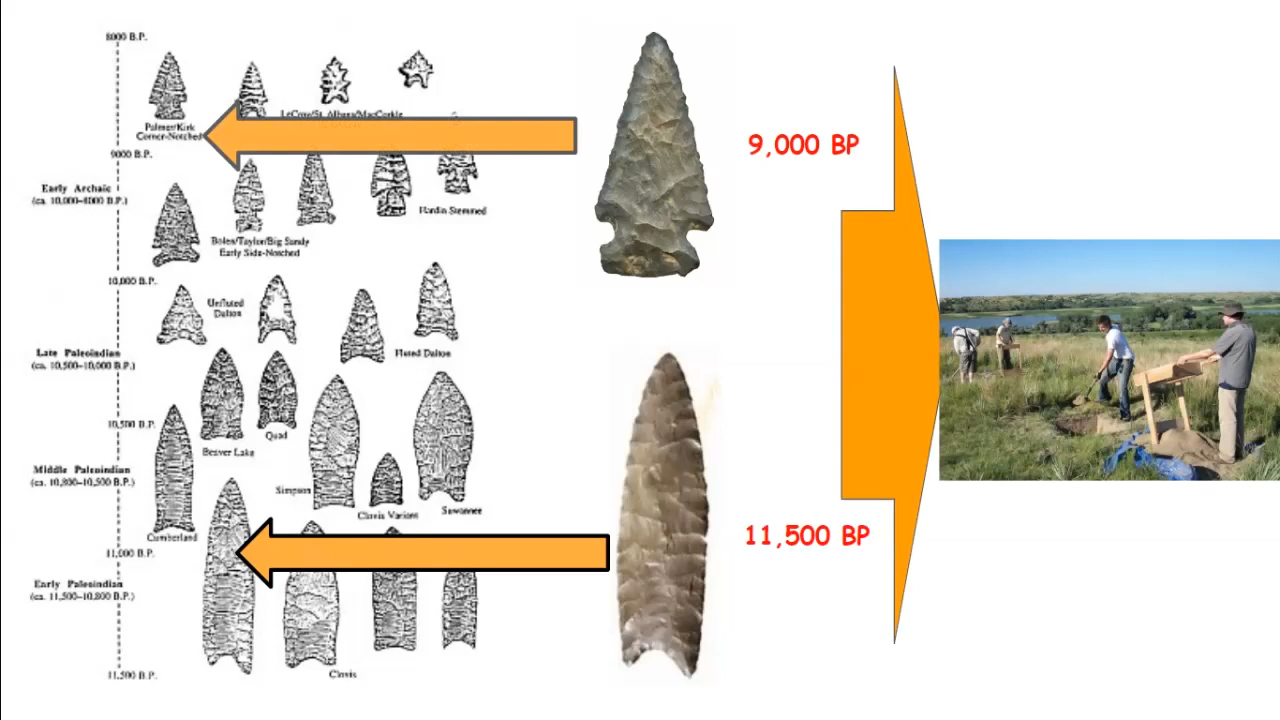 8000 B.P.
LeCroy/St. Albans/MacCorkle
Palmer/Kirk
Corner-Notched
9,000 BP
9000 B.P.
Early Archaic
(ca. 10,000–8000 B.P.)
Hardin Stemmed
Bolen/Taylor/Big Sandy
Early Side-Notched
10,000 B.P.
Unfluted
Dalton
Late Paleoindian
(ca. 10,500–10,000 B.P.)
Fluted Dalton
10,500 B.P.
Quad
Beaver Lake
Middle Paleoindian
(ca. 10,800–10,500 B.P.)
Simpson
Clovis Variant
Suwannee
Cumberland
11,500 BP
11,000 B.P.
Early Paleoindian
(ca. 11,500–10,800 B.P.)
Clovis
11,500 B.P.